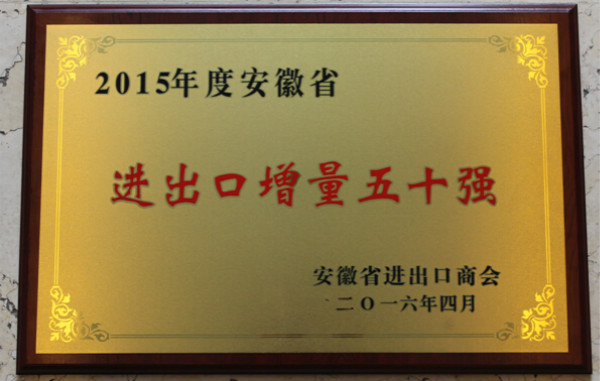 2015年度安徽省
进出口增量五十强
安徽省进出口商会
二〇一六年四月